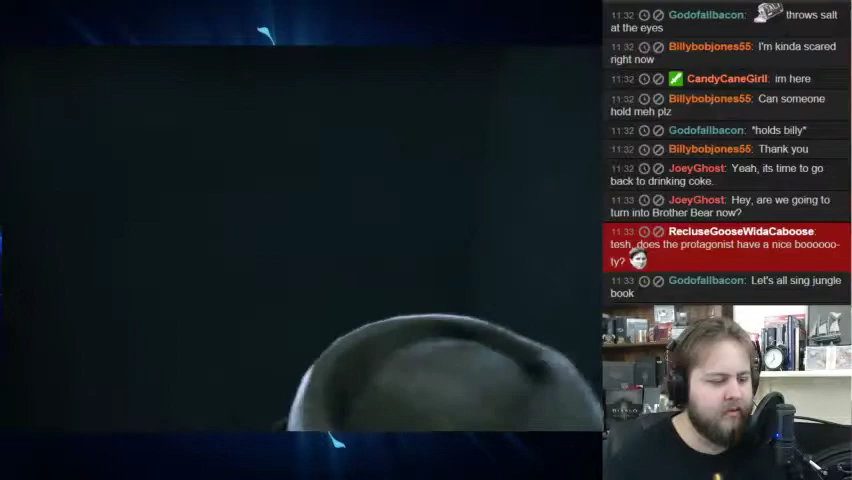 11:32 Godofallbacon: throws salt
at the eyes
11:32 Billybobjones55: I'm kinda scared
right now
11:32 CandyCaneGirll: im here
11:32 Billybobjones55: Can someone
hold meh plz
11:32 Godofallbacon: *holds billy*
11:32 Billybobjones55: Thank you
11:32 JoeyGhost: Yeah, its time to go
back to drinking coke.
11:33 JoeyGhost: Hey, are we going to
turn into Brother Bear now?
11:33 RecluseGooseWidaCaboose:
tesh, does the protagonist have a nice boooooo-
ty?
11:33 Godofallbacon: Let's all sing jungle
book
DIABLO